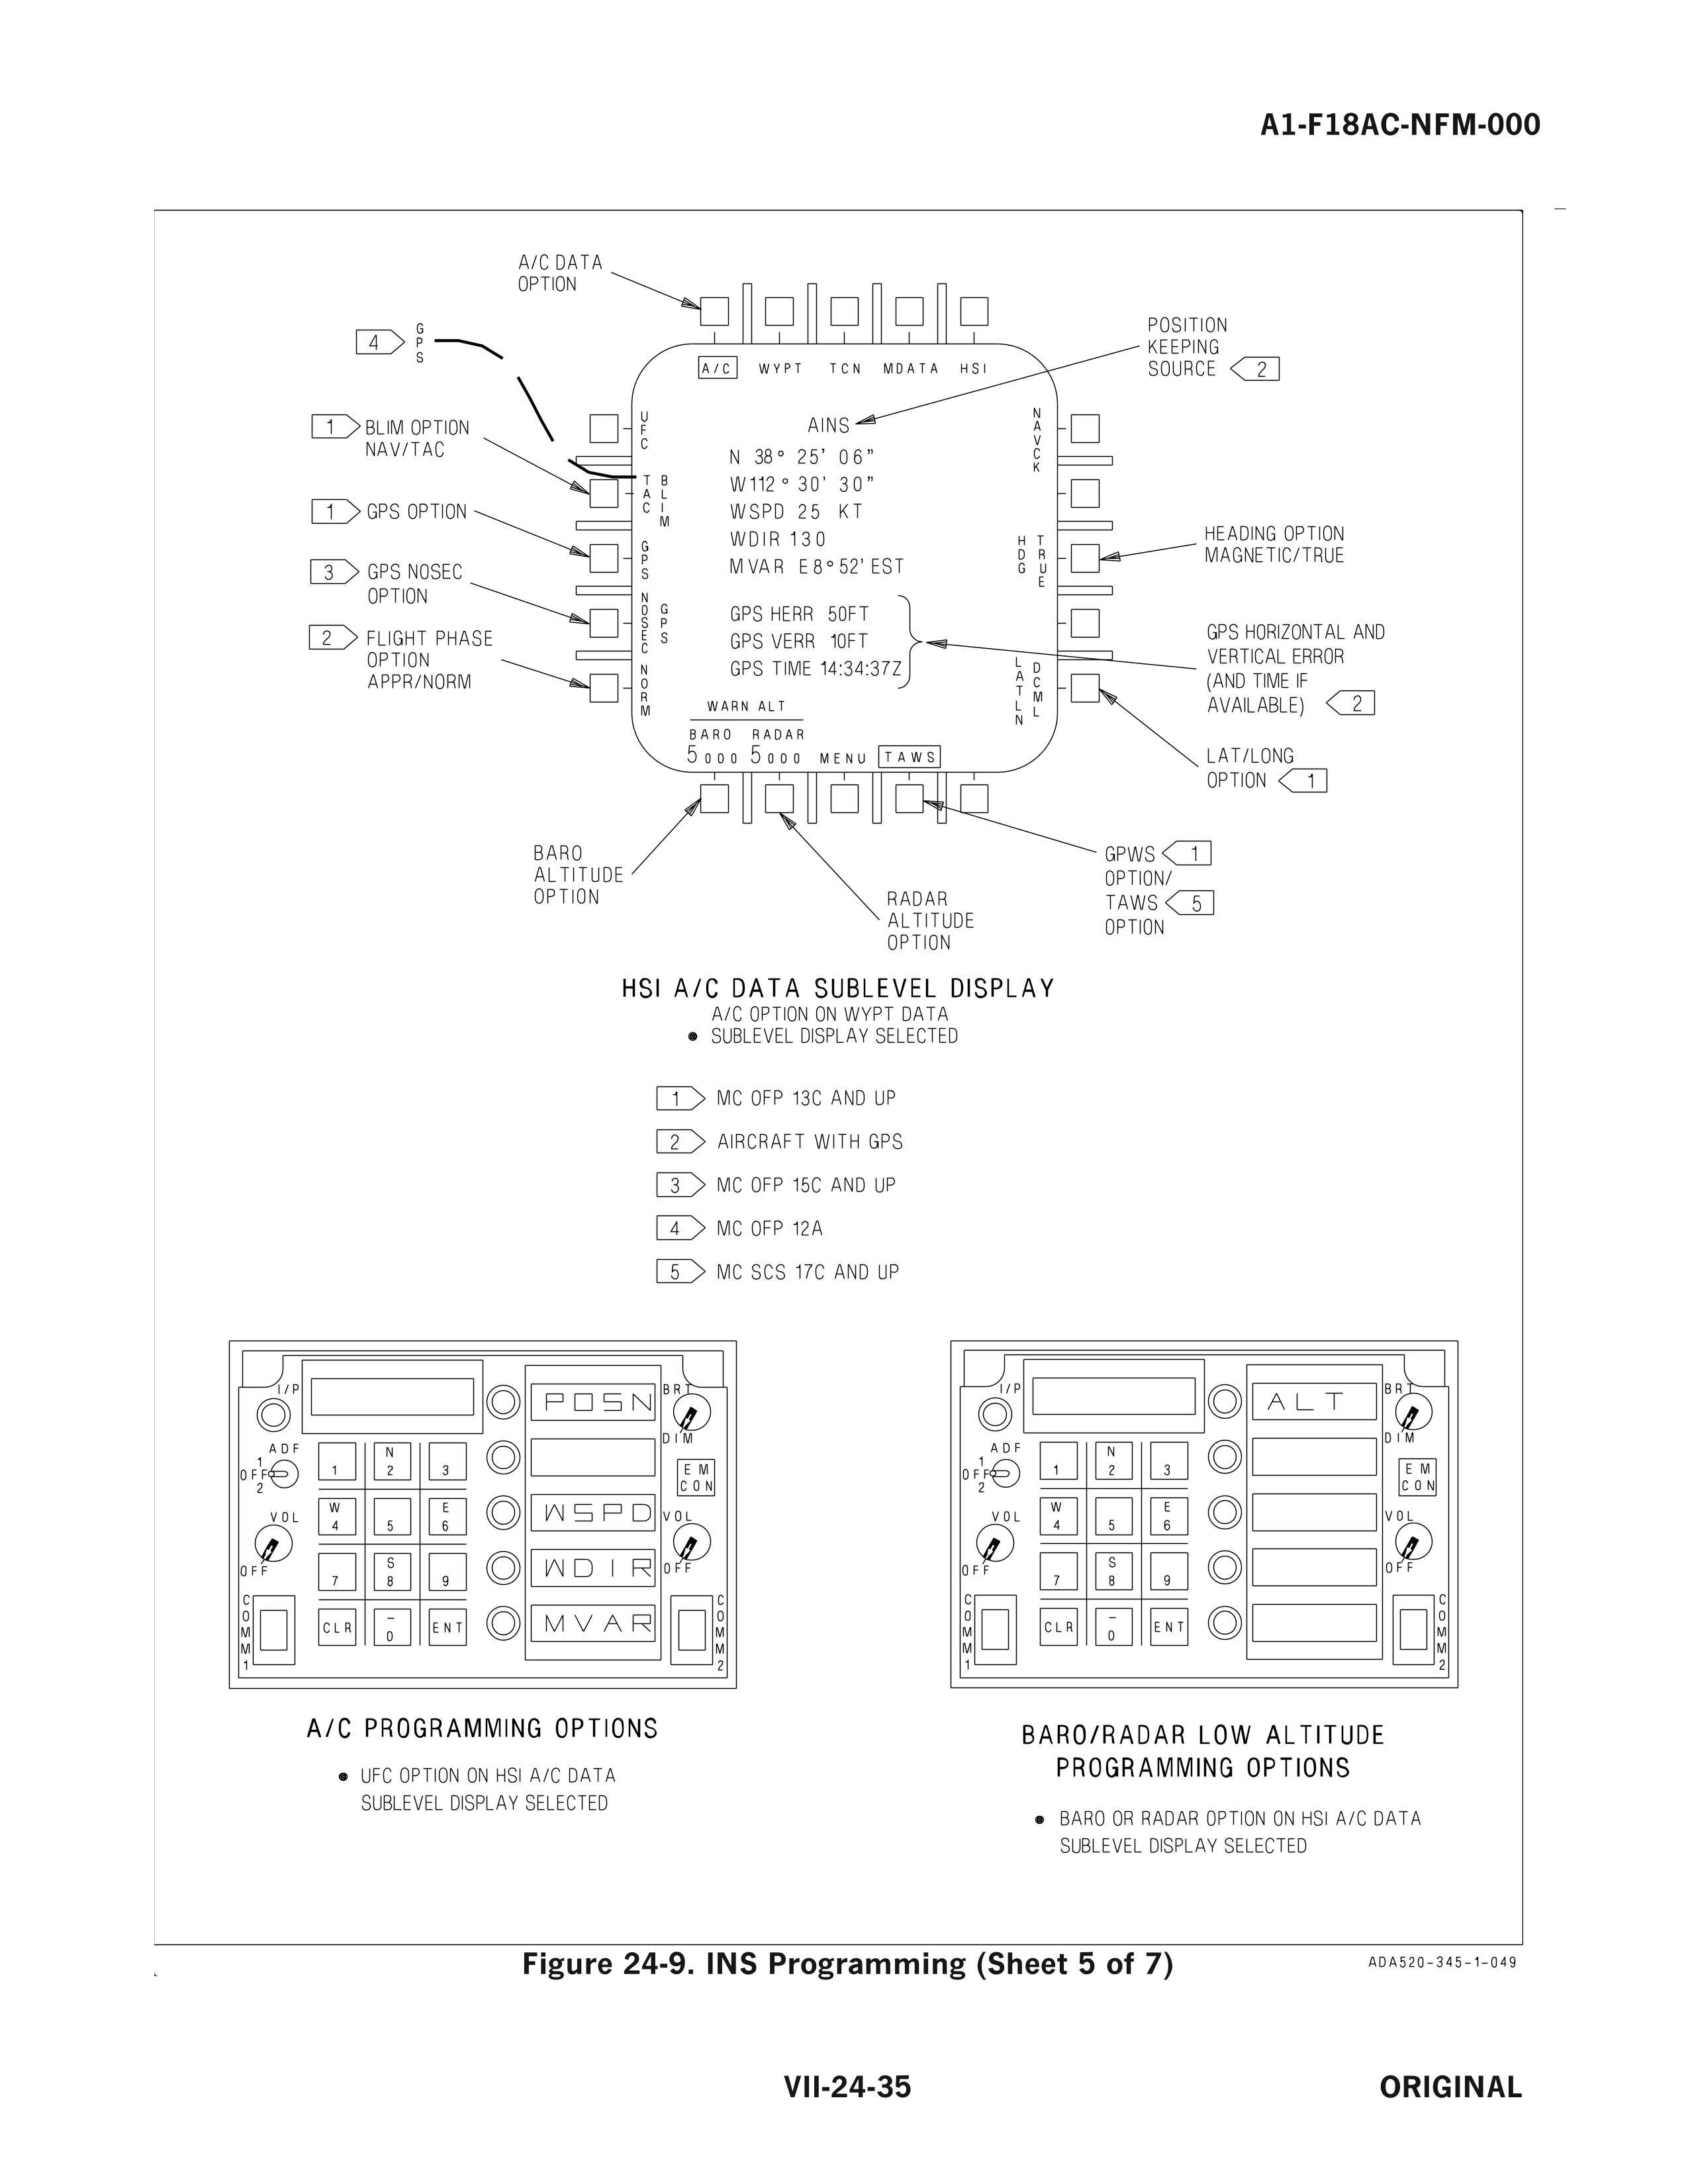 A1-F18AC-NFM-000
A/C DATA
OPTION
4
GPS
1
BLIM OPTION
NAV/TAC
1
GPS OPTION
3
GPS NOSEC
OPTION
2
FLIGHT PHASE
OPTION
APPR/NORM
POSITION
KEEPING
SOURCE 2
HEADING OPTION
MAGNETIC/TRUE
GPS HORIZONTAL AND
VERTICAL ERROR
(AND TIME IF
AVAILABLE) 2
LAT/LONG
OPTION 1
A/C WYPT TCN MDATA HSI
UFC
TAC BLIM
GPS
NOSEC GPS
NORM
NAVCK
HDG TRUE
LATLN DCML
AINS
N 38° 25' 06"
W112° 30' 30"
WSPD 25 KT
WDIR 130
MVAR E8°52' EST
GPS HERR 50FT
GPS VERR 10FT
GPS TIME 14:34:37Z
WARN ALT
BARO RADAR
5000 5000 MENU TAWS
BARO
ALTITUDE
OPTION
RADAR
ALTITUDE
OPTION
GPWS 1
OPTION/
TAWS 5
OPTION
HSI A/C DATA SUBLEVEL DISPLAY
A/C OPTION ON WYPT DATA
● SUBLEVEL DISPLAY SELECTED
1 MC OFP 13C AND UP
2 AIRCRAFT WITH GPS
3 MC OFP 15C AND UP
4 MC OFP 12A
5 MC SCS 17C AND UP
I/P
POSN
BRT
DIM
ADF
1
OFF
2
1
N
2
3
EM
CON
W
4
5
E
6
WSPD
VOL
OFF
VOL
OFF
7
S
8
9
WDIR
CLR
–
0
ENT
MVAR
COMM1
COMM2
I/P
ALT
BRT
DIM
ADF
1
OFF
2
1
N
2
3
EM
CON
W
4
5
E
6
VOL
OFF
VOL
OFF
7
S
8
9
CLR
–
0
ENT
COMM1
COMM2
A/C PROGRAMMING OPTIONS
● UFC OPTION ON HSI A/C DATA
SUBLEVEL DISPLAY SELECTED
BARO/RADAR LOW ALTITUDE
PROGRAMMING OPTIONS
● BARO OR RADAR OPTION ON HSI A/C DATA
SUBLEVEL DISPLAY SELECTED
Figure 24-9. INS Programming (Sheet 5 of 7)
ADA520-345-1-049
VII-24-35
ORIGINAL